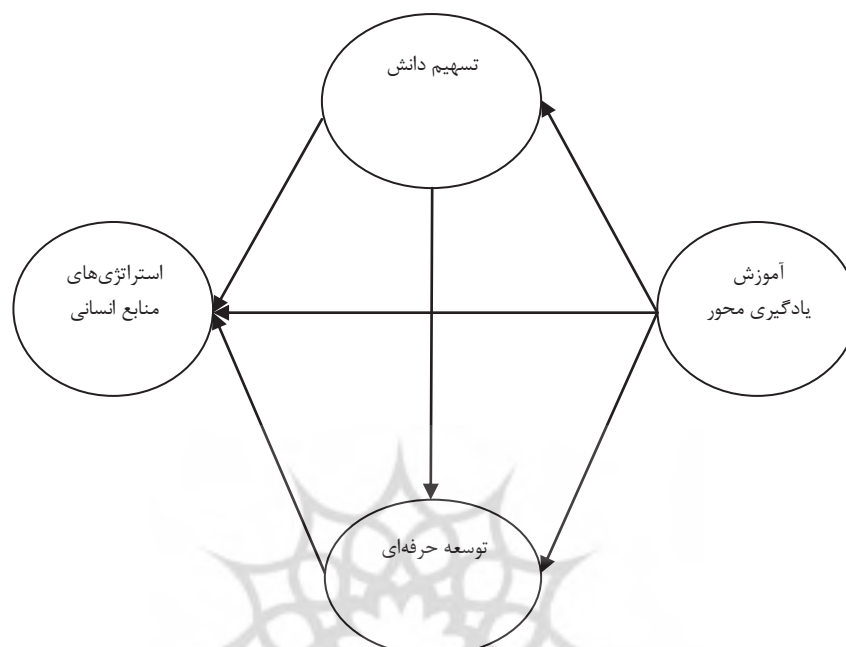 تسهیم دانش
آموزش
یادگیری محور
استراتژی‌های
منابع انسانی
توسعه حرفه‌ای